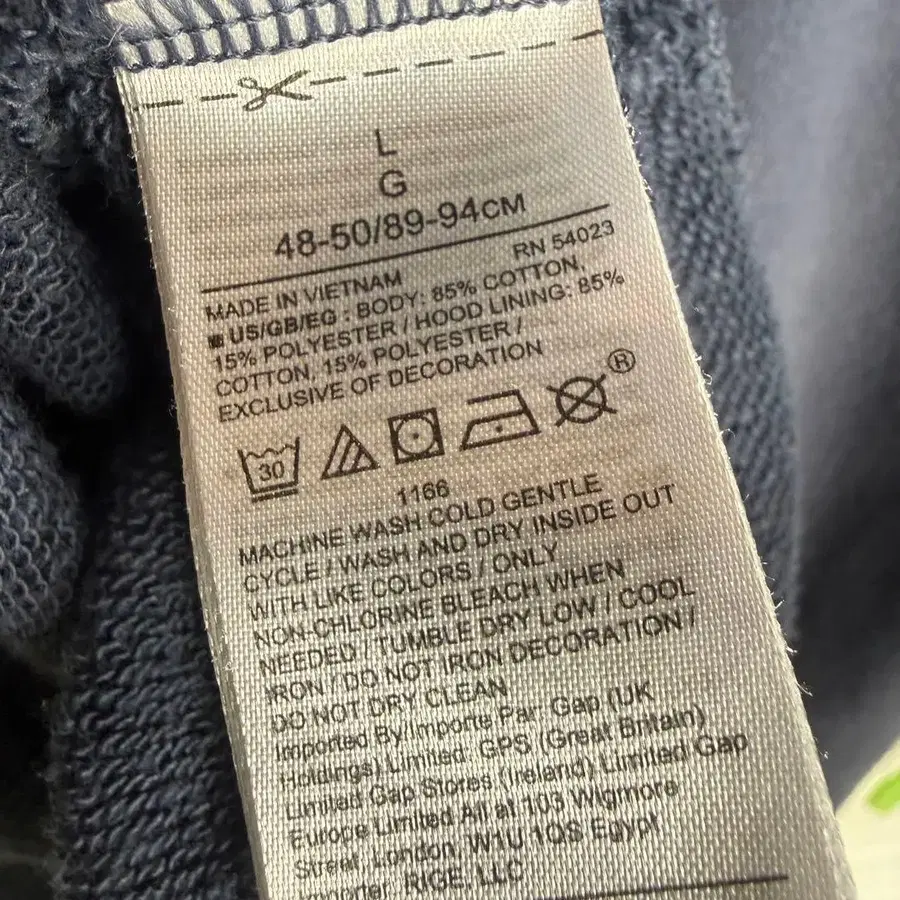 L
G
48-50/89-94CM
RN 54023
MADE IN VIETNAM
US/GB/EG : BODY: 85% COTTON,
15% POLYESTER / HOOD LINING: 85%
COTTON, 15% POLYESTER /
EXCLUSIVE OF DECORATION
30
®
1166
MACHINE WASH COLD GENTLE
CYCLE / WASH AND DRY INSIDE OUT
WITH LIKE COLORS / ONLY
NON-CHLORINE BLEACH WHEN
NEEDED / TUMBLE DRY LOW / COOL
IRON / DO NOT IRON DECORATION /
DO NOT DRY CLEAN
Imported By/Importe Par: Gap (UK
Holdings) Limited: GPS (Great Britain)
Limited Gap Stores (Ireland) Limited Gap
Europe Limited All at 103 Wigmore
Street, London, W1U 1QS Egypt
Importer: RIGE, LLC